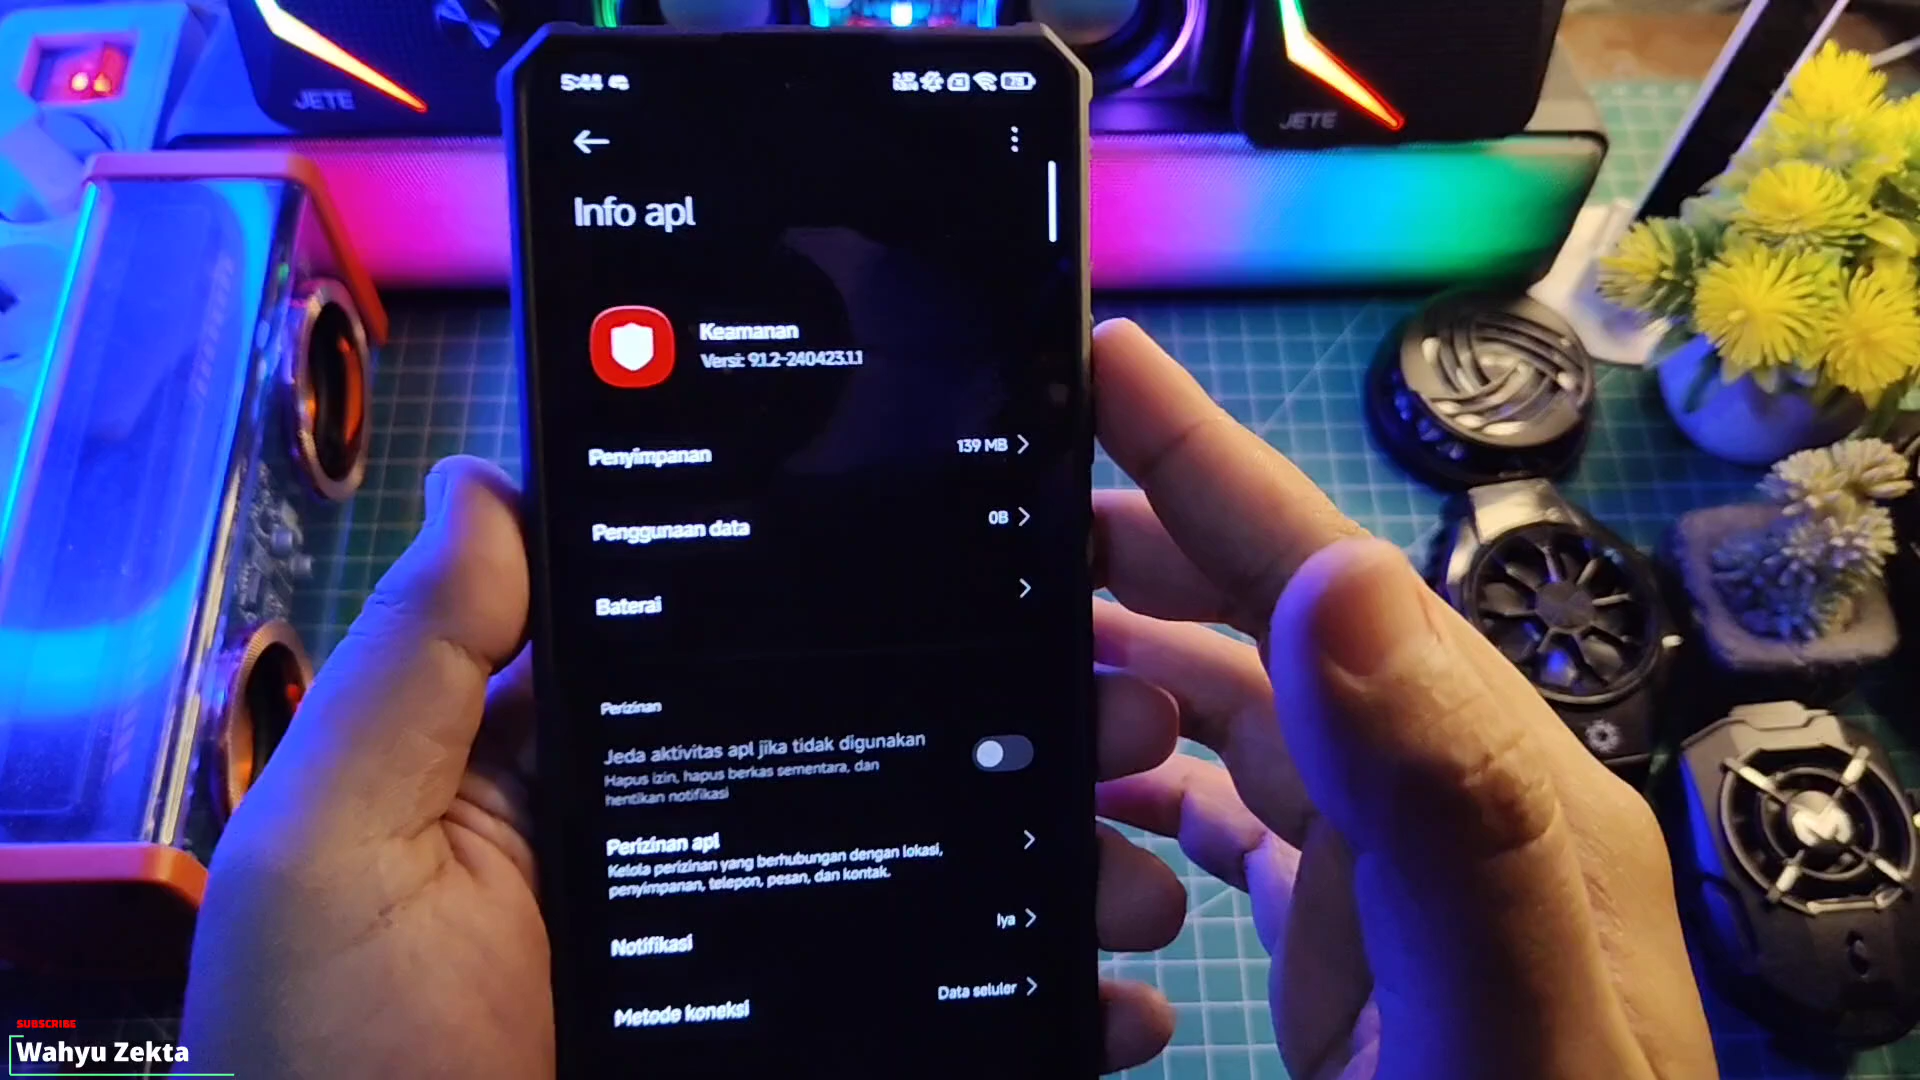 JETE
JETE
5:44
Info apl
Keamanan
Versi: 9.1.2-240423.1.1
Penyimpanan
139 MB
Penggunaan data
0B
Baterai
Perizinan
Jeda aktivitas apl jika tidak digunakan
Hapus izin, hapus berkas sementara, dan
hentikan notifikasi
Perizinan apl
Kelola perizinan yang berhubungan dengan lokasi,
penyimpanan, telepon, pesan, dan kontak.
Notifikasi
Iya
Metode koneksi
Data seluler
SUBSCRIBE
Wahyu Zekta